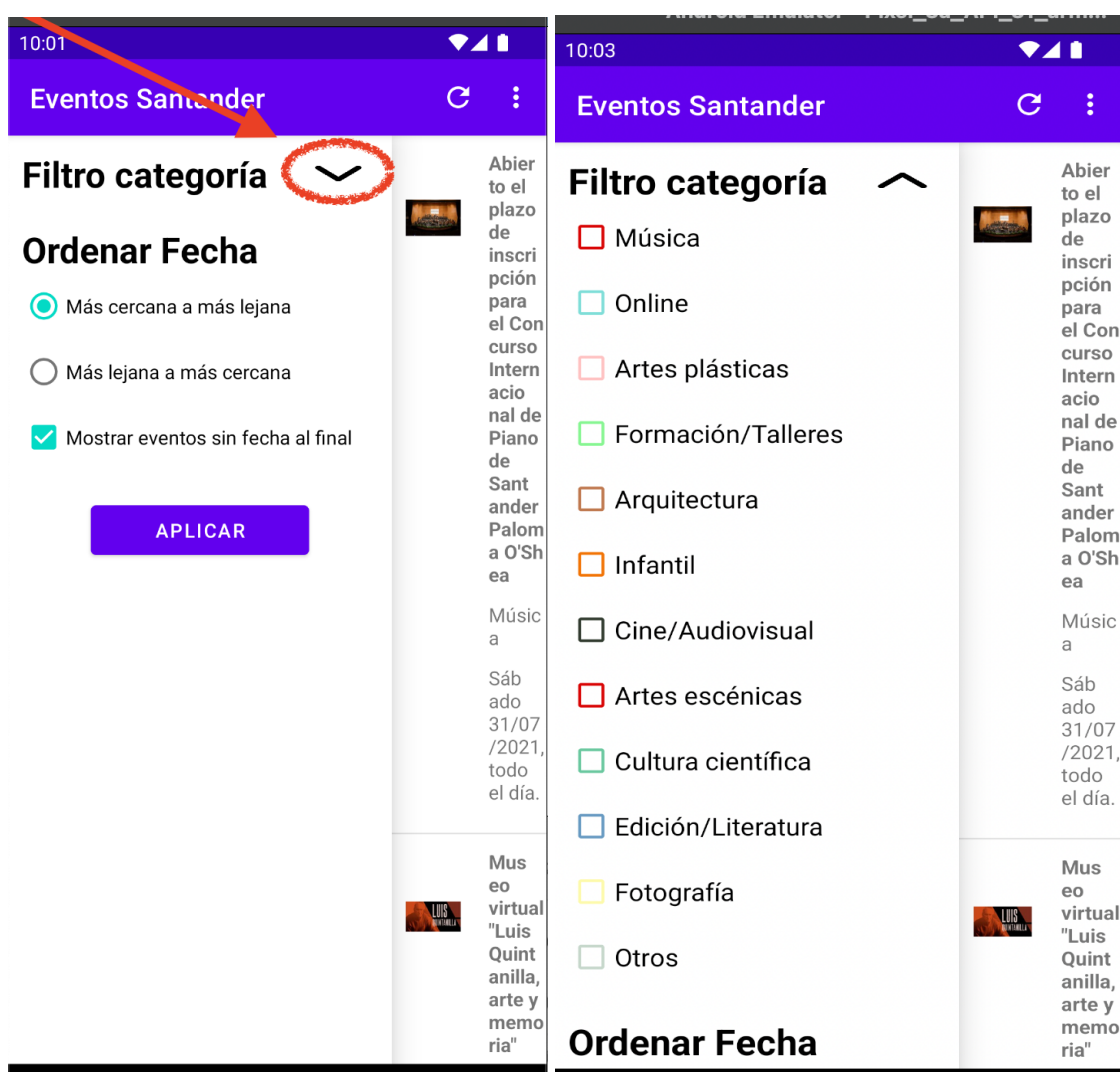 10:01
Eventos Santander
Filtro categoría
Ordenar Fecha
Más cercana a más lejana
Más lejana a más cercana
Mostrar eventos sin fecha al final
APLICAR
Abier
to el
plazo
de
inscri
pción
para
el Con
curso
Intern
acio
nal de
Piano
de
Sant
ander
Palom
a O'Sh
ea
Músic
a
Sáb
ado
31/07
/2021,
todo
el día.
LUIS
Mus
eo
virtual
"Luis
Quint
anilla,
arte y
memo
ria"
10:03
Eventos Santander
Filtro categoría
Música
Online
Artes plásticas
Formación/Talleres
Arquitectura
Infantil
Cine/Audiovisual
Artes escénicas
Cultura científica
Edición/Literatura
Fotografía
Otros
Ordenar Fecha
Abier
to el
plazo
de
inscri
pción
para
el Con
curso
Intern
acio
nal de
Piano
de
Sant
ander
Palom
a O'Sh
ea
Músic
a
Sáb
ado
31/07
/2021,
todo
el día.
LUIS
Mus
eo
virtual
"Luis
Quint
anilla,
arte y
memo
ria"